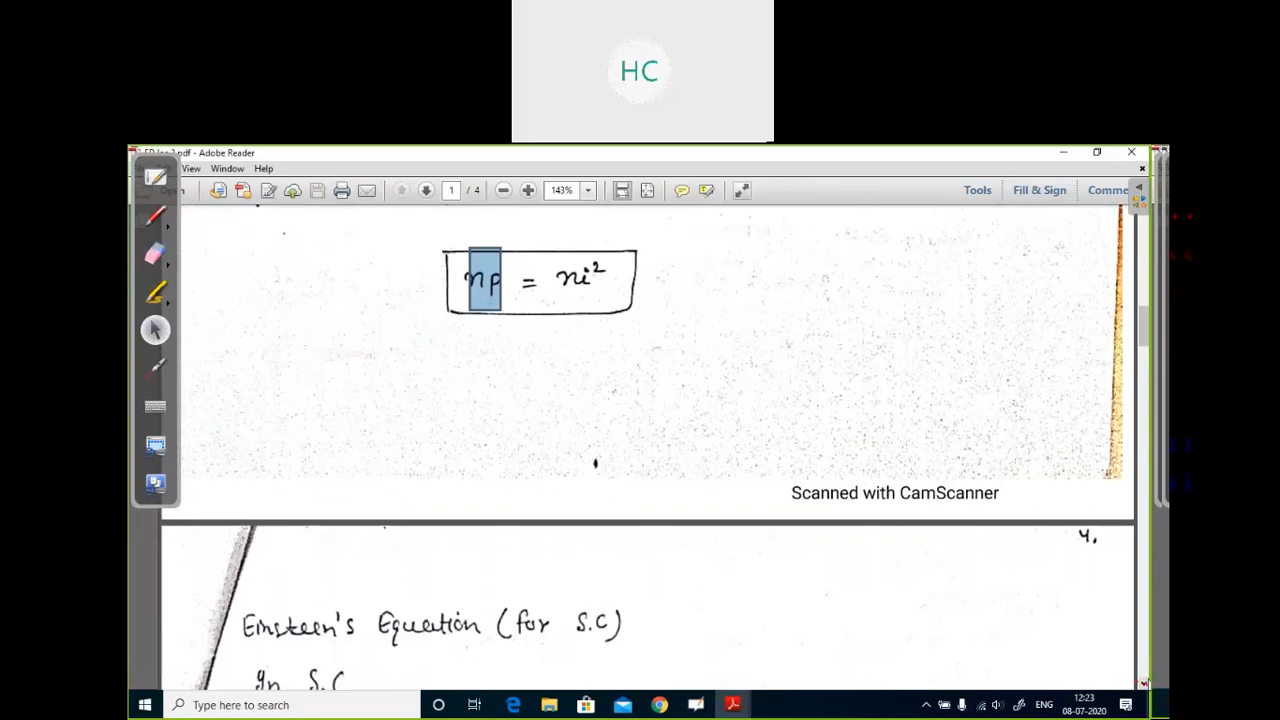 HC
.pdf - Adobe Reader
View Window Help
1 / 4 143% Tools Fill & Sign Comme
np = ni²
Scanned with CamScanner
4.
Einsteen's Equation (for S.C)
In S.C
Type here to search
ENG
12:23
08-07-2020